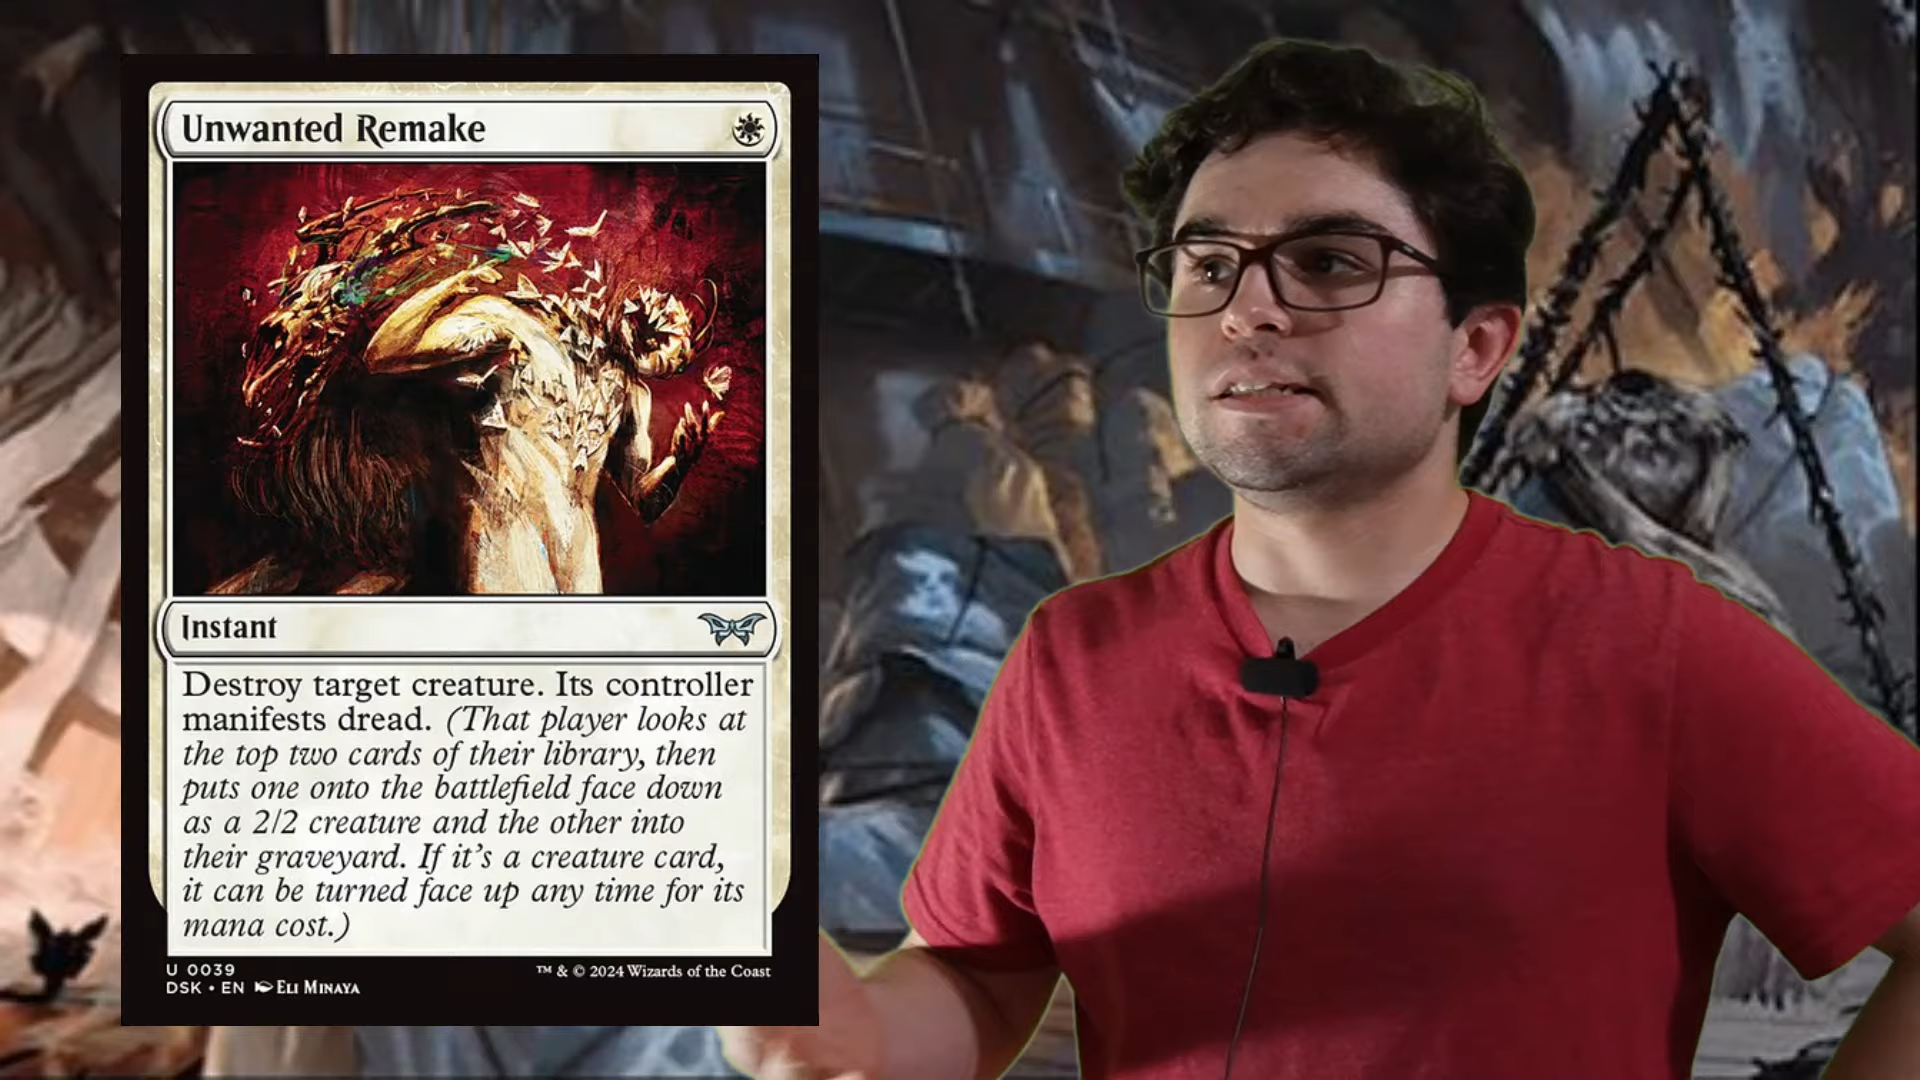 Unwanted Remake
Instant
Destroy target creature. Its controller
manifests dread. (That player looks at
the top two cards of their library, then
puts one onto the battlefield face down
as a 2/2 creature and the other into
their graveyard. If it's a creature card,
it can be turned face up any time for its
mana cost.)
U 0039
™ & © 2024 Wizards of the Coast
DSK • EN Eli Minaya